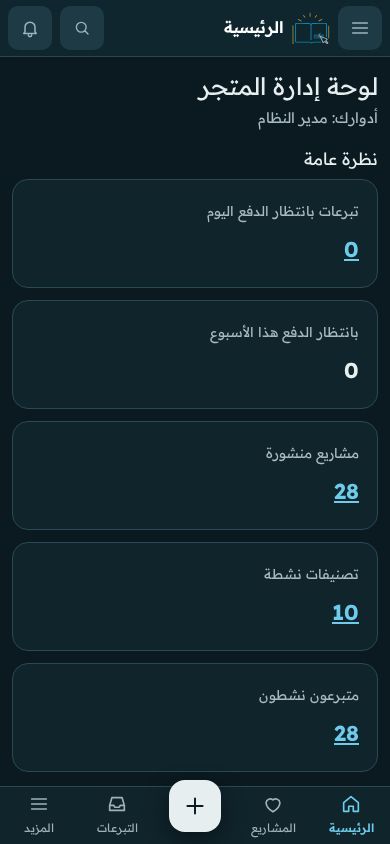 الرئيسية
لوحة إدارة المتجر
أدوارك: مدير النظام
نظرة عامة
تبرعات بانتظار الدفع اليوم
0
بانتظار الدفع هذا الأسبوع
0
مشاريع منشورة
28
تصنيفات نشطة
10
متبرعون نشطون
28
الرئيسية
المشاريع
التبرعات
المزيد